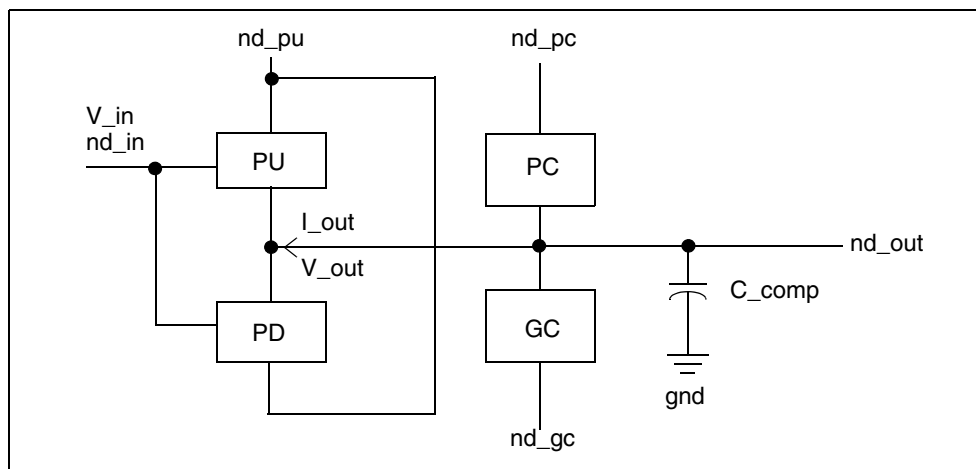 nd_pu
nd_pc
V_in
nd_in
PU
PC
I_out
V_out
nd_out
PD
GC
C_comp
gnd
nd_gc